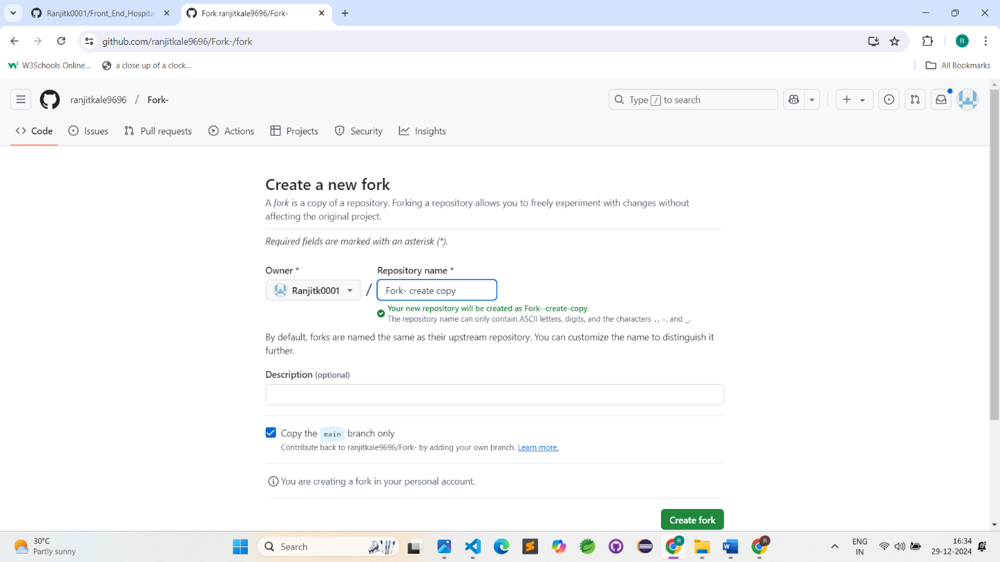 Ranjitk0001/Front_End_Hospita
Fork ranjitkale9696/Fork-
github.com/ranjitkale9696/Fork-/fork
R
W3Schools Online...
a close up of a clock...
All Bookmarks
ranjitkale9696 / Fork-
Type / to search
Code
Issues
Pull requests
Actions
Projects
Security
Insights
Create a new fork
A fork is a copy of a repository. Forking a repository allows you to freely experiment with changes without
affecting the original project.
Required fields are marked with an asterisk (*).
Owner *
Repository name *
Ranjitk0001
/
Fork- create copy
Your new repository will be created as Fork--create-copy.
The repository name can only contain ASCII letters, digits, and the characters ., -, and _.
By default, forks are named the same as their upstream repository. You can customize the name to distinguish it
further.
Description (optional)
Copy the main branch only
Contribute back to ranjitkale9696/Fork- by adding your own branch. Learn more.
You are creating a fork in your personal account.
Create fork
30°C
Partly sunny
Search
R
R
ENG
IN
16:34
29-12-2024